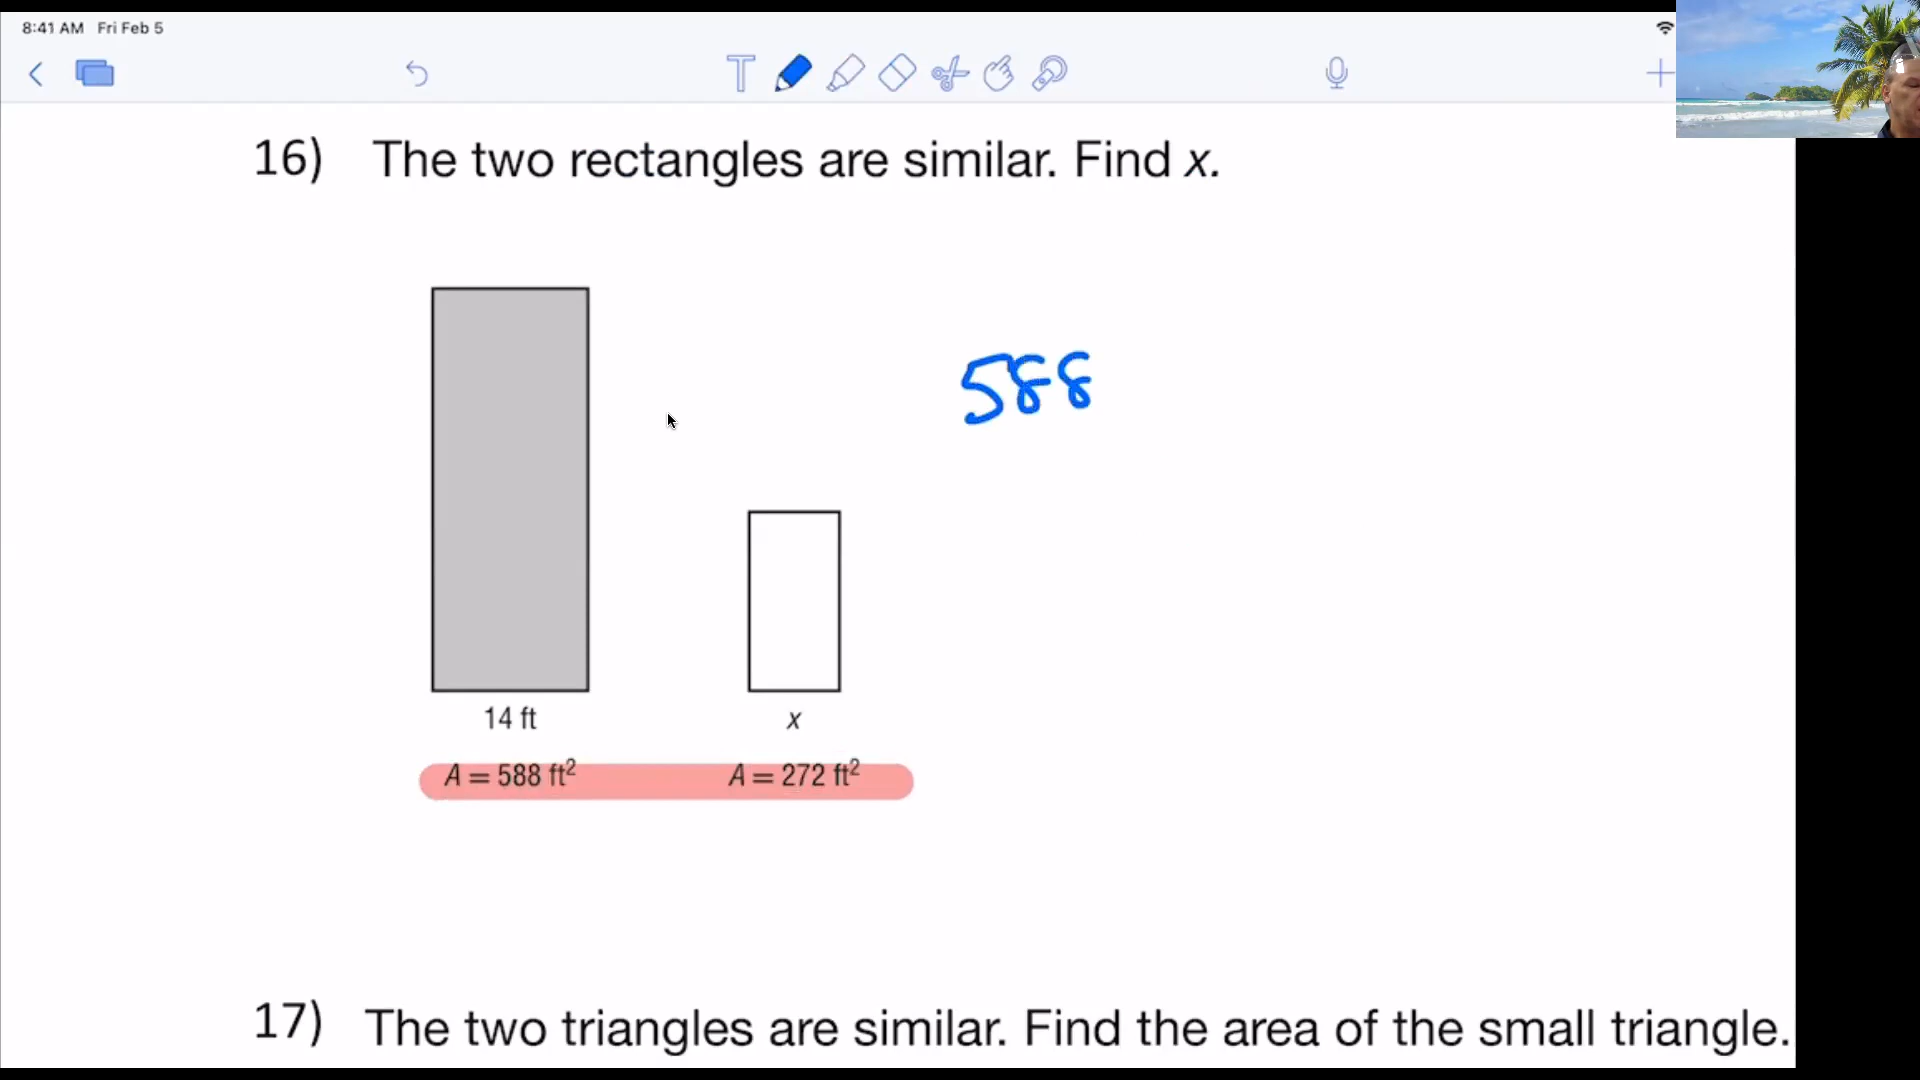 8:41 AM Fri Feb 5
T
16) The two rectangles are similar. Find x.
588
14 ft x
A = 588 ft² A = 272 ft²
17) The two triangles are similar. Find the area of the small triangle.